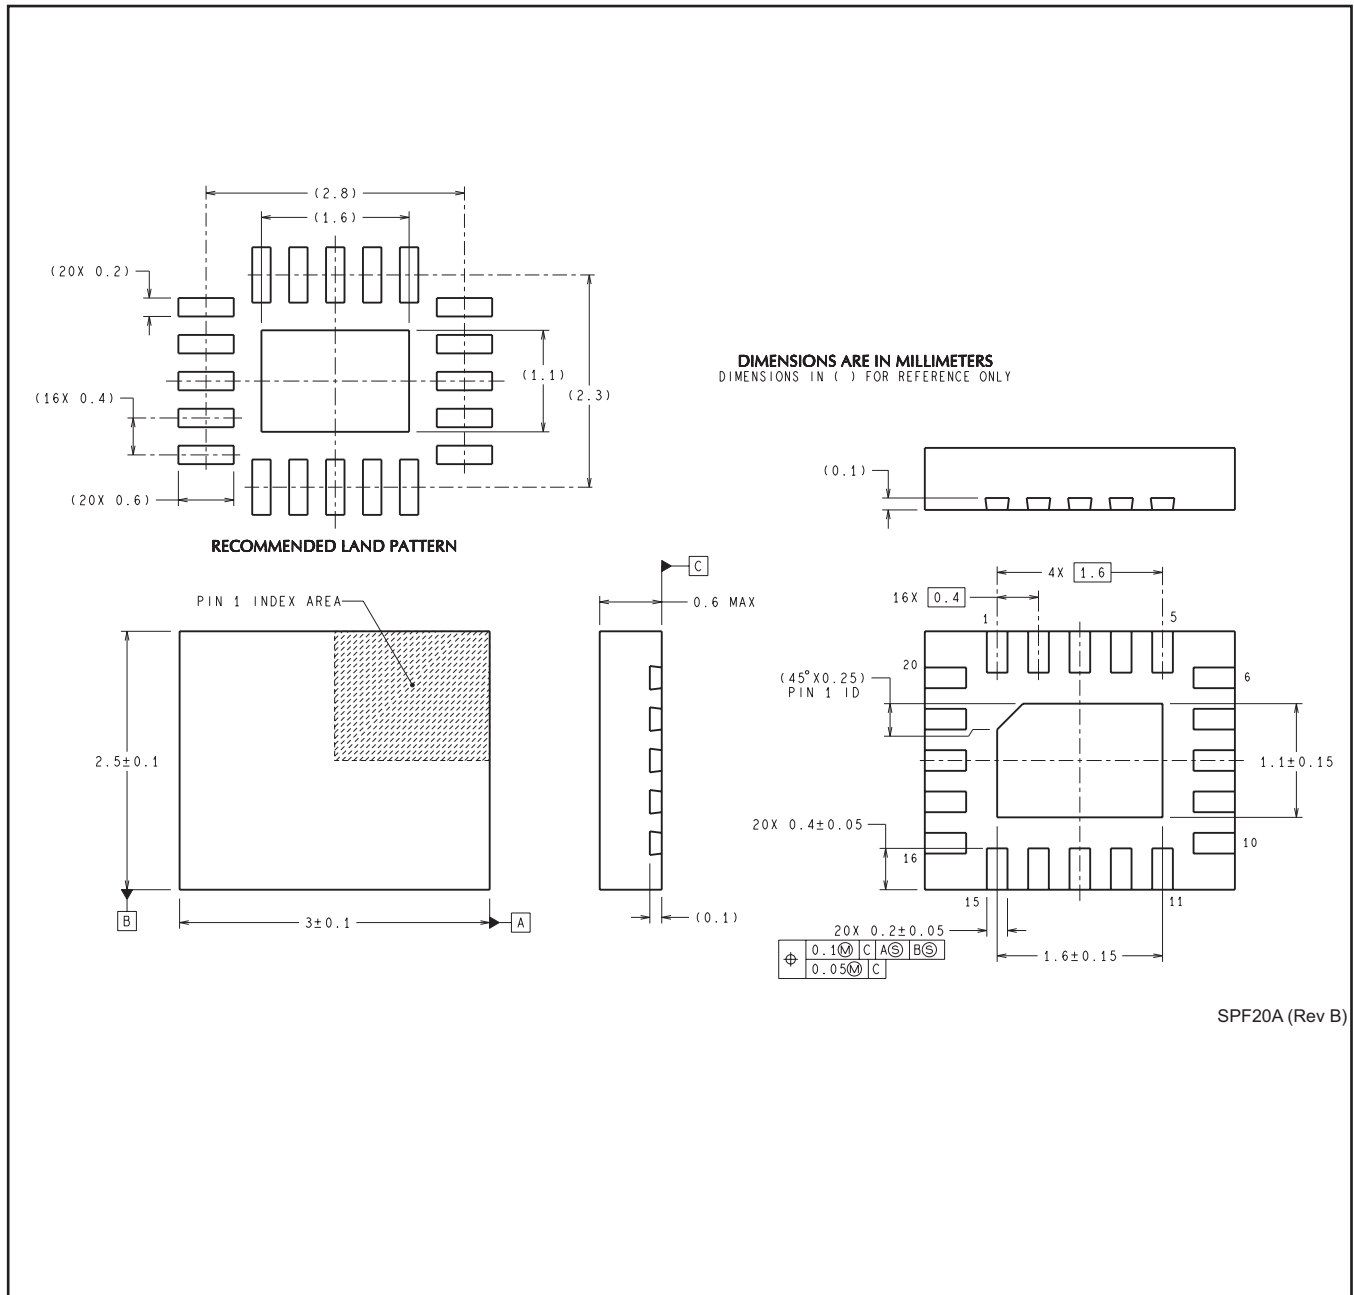 (2.8)
(1.6)
(20X 0.2)
(1.1)
(2.3)
(16X 0.4)
(20X 0.6)
RECOMMENDED LAND PATTERN
DIMENSIONS ARE IN MILLIMETERS
DIMENSIONS IN ( ) FOR REFERENCE ONLY
(0.1)
PIN 1 INDEX AREA
2.5±0.1
B
3±0.1
A
C
0.6 MAX
(0.1)
4X 1.6
16X 0.4
1
5
20
6
(45°X0.25)
PIN 1 ID
1.1±0.15
20X 0.4±0.05
16
10
15
11
20X 0.2±0.05
⌖ 0.1Ⓜ C AⓈ BⓈ
0.05Ⓜ C
1.6±0.15
SPF20A (Rev B)